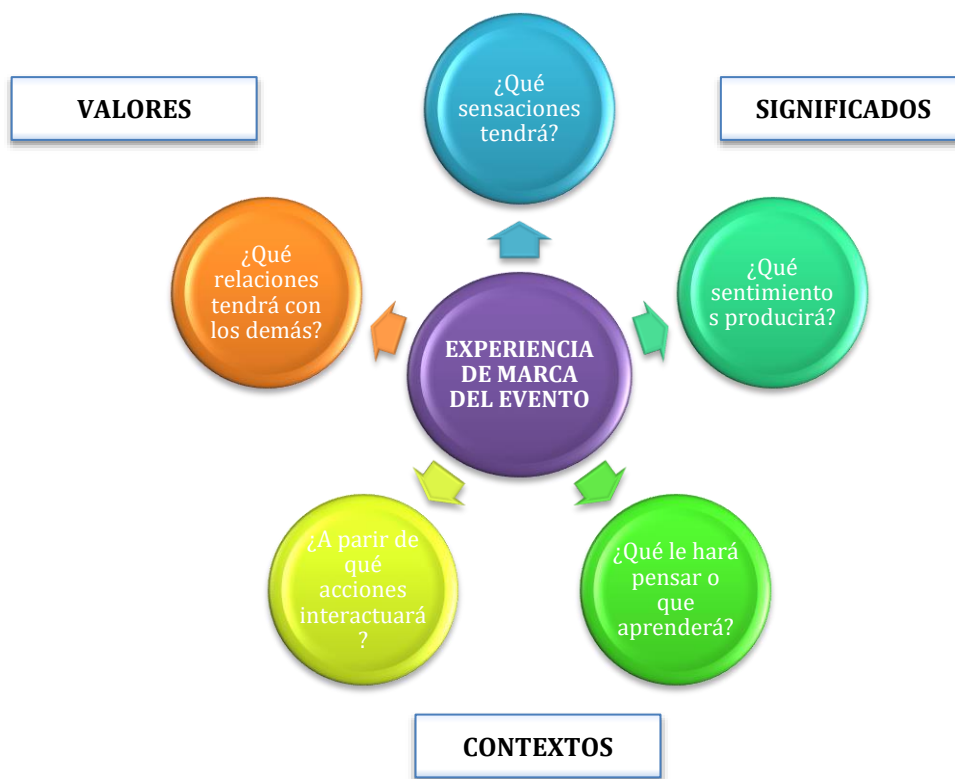 VALORES
SIGNIFICADOS
¿Qué
sensaciones
tendrá?
¿Qué
relaciones
tendrá con
los demás?
¿Qué
sentimiento
s producirá?
EXPERIENCIA
DE MARCA
DEL EVENTO
¿A parir de
qué
acciones
interactuará
?
¿Qué le hará
pensar o
que
aprenderá?
CONTEXTOS